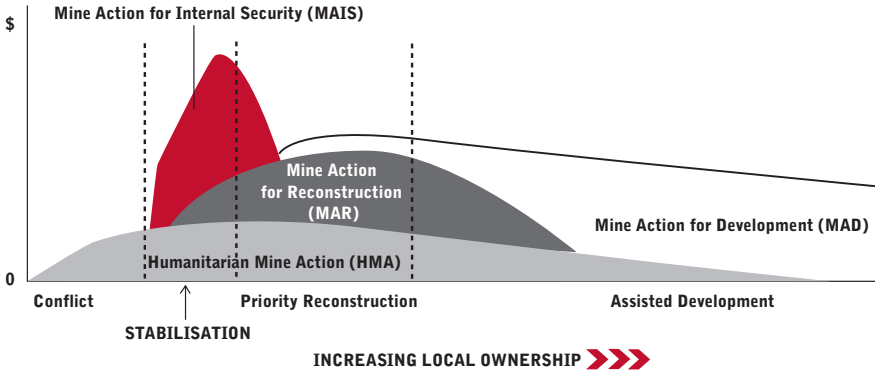 Mine Action for Internal Security (MAIS)
$
Mine Action
for Reconstruction
(MAR)
Mine Action for Development (MAD)
Humanitarian Mine Action (HMA)
0
Conflict
Priority Reconstruction
Assisted Development
STABILISATION
INCREASING LOCAL OWNERSHIP